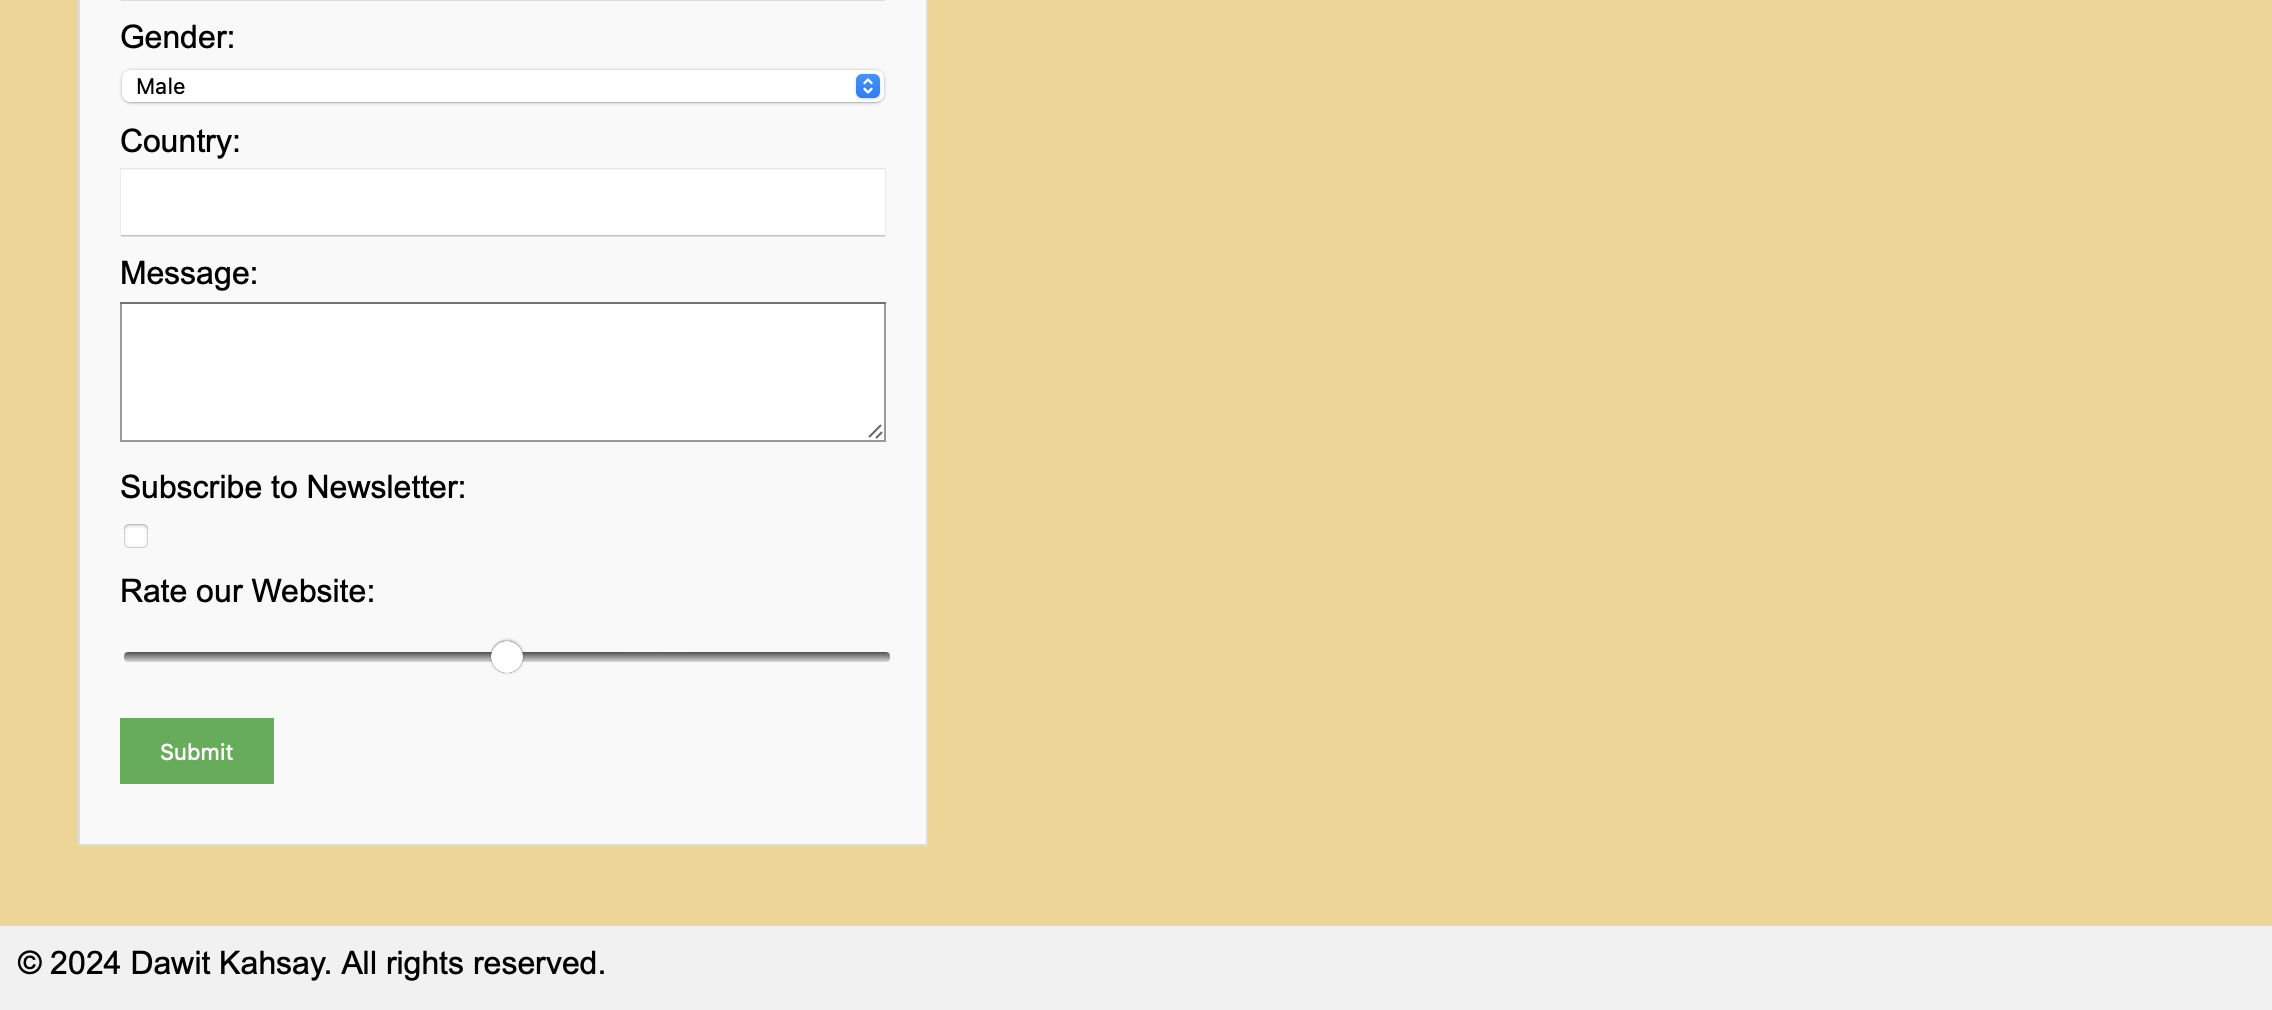 Gender:
Male
Country:
Message:
Subscribe to Newsletter:
Rate our Website:
Submit
© 2024 Dawit Kahsay. All rights reserved.